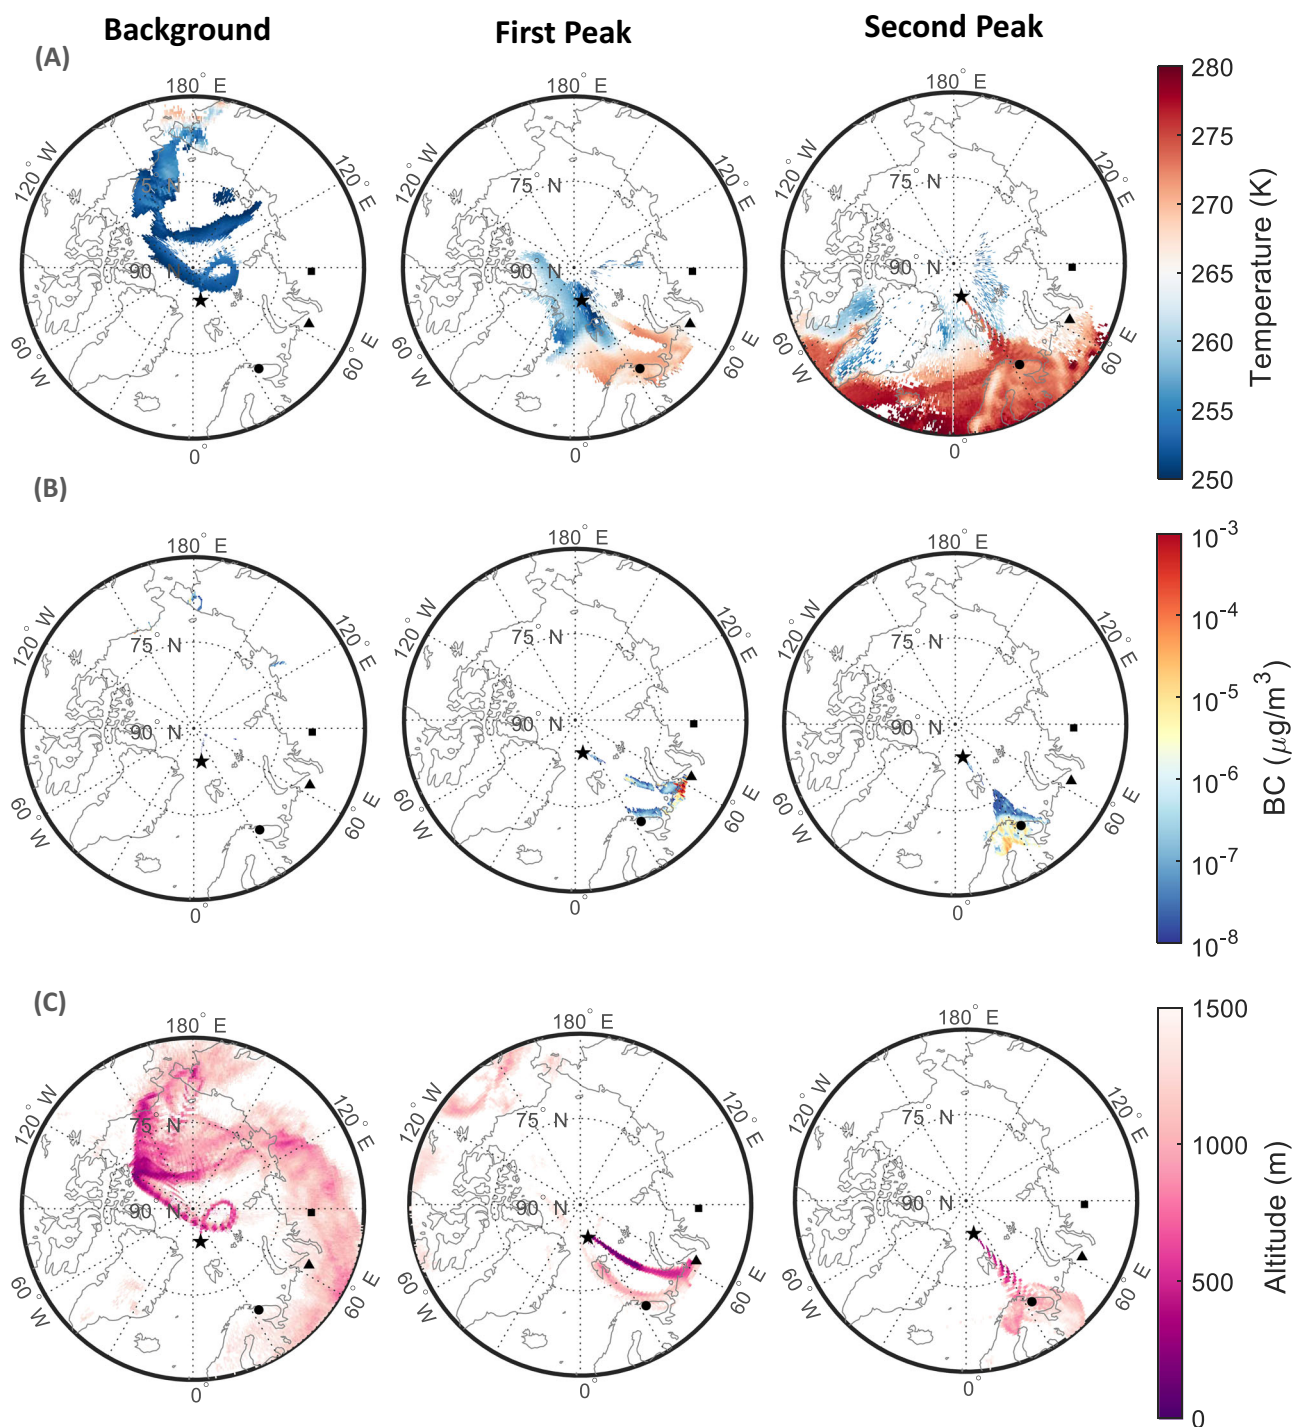 Background First Peak Second Peak
(A)
180° E 180° E 180° E
120° W 120° E 120° W 120° E 120° W 120° E
75° N 75° N 75° N
90° N 90° N 90° N
60° W 60° E 60° W 60° E 60° W 60° E
0° 0° 0°
280
275
270
265
260
255
250
Temperature (K)
(B)
180° E 180° E 180° E
120° W 120° E 120° W 120° E 120° W 120° E
75° N 75° N 75° N
90° N 90° N 90° N
60° W 60° E 60° W 60° E 60° W 60° E
0° 0° 0°
10-3
10-4
10-5
10-6
10-7
10-8
BC (μg/m3)
(C)
180° E 180° E 180° E
120° W 120° E 120° W 120° E 120° W 120° E
75° N 75° N 75° N
90° N 90° N 90° N
60° W 60° E 60° W 60° E 60° W 60° E
0° 0° 0°
1500
1000
500
0
Altitude (m)